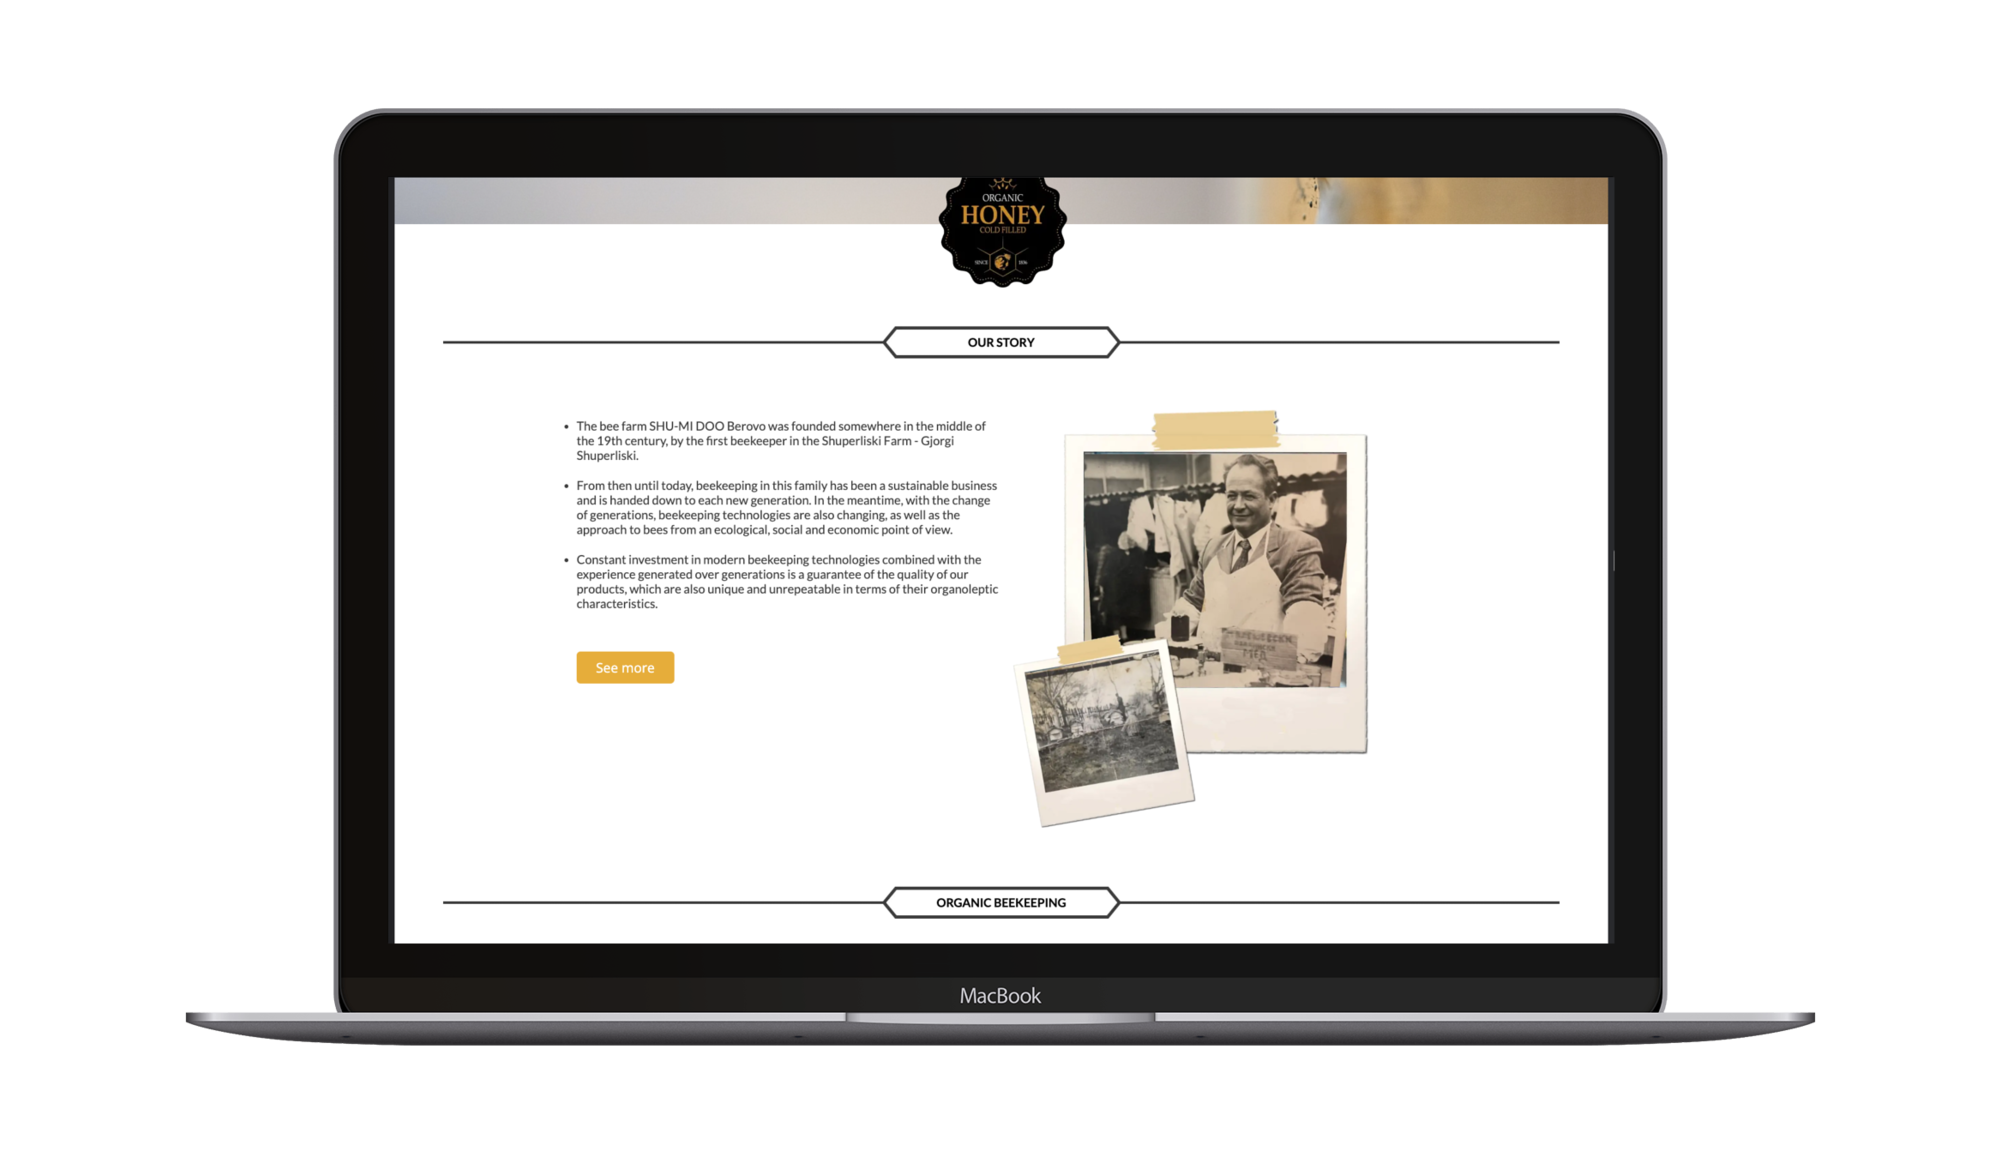 ORGANIC
HONEY
COLD FILLED
SINCE
OUR STORY
• The bee farm SHU-MI DOO Berovo was founded somewhere in the middle of
the 19th century, by the first beekeeper in the Shuperliski Farm - Gjorgi
Shuperliski.
• From then until today, beekeeping in this family has been a sustainable business
and is handed down to each new generation. In the meantime, with the change
of generations, beekeeping technologies are also changing, as well as the
approach to bees from an ecological, social and economic point of view.
• Constant investment in modern beekeeping technologies combined with the
experience generated over generations is a guarantee of the quality of our
products, which are also unique and unrepeatable in terms of their organoleptic
characteristics.
See more
ORGANIC BEEKEEPING
MacBook